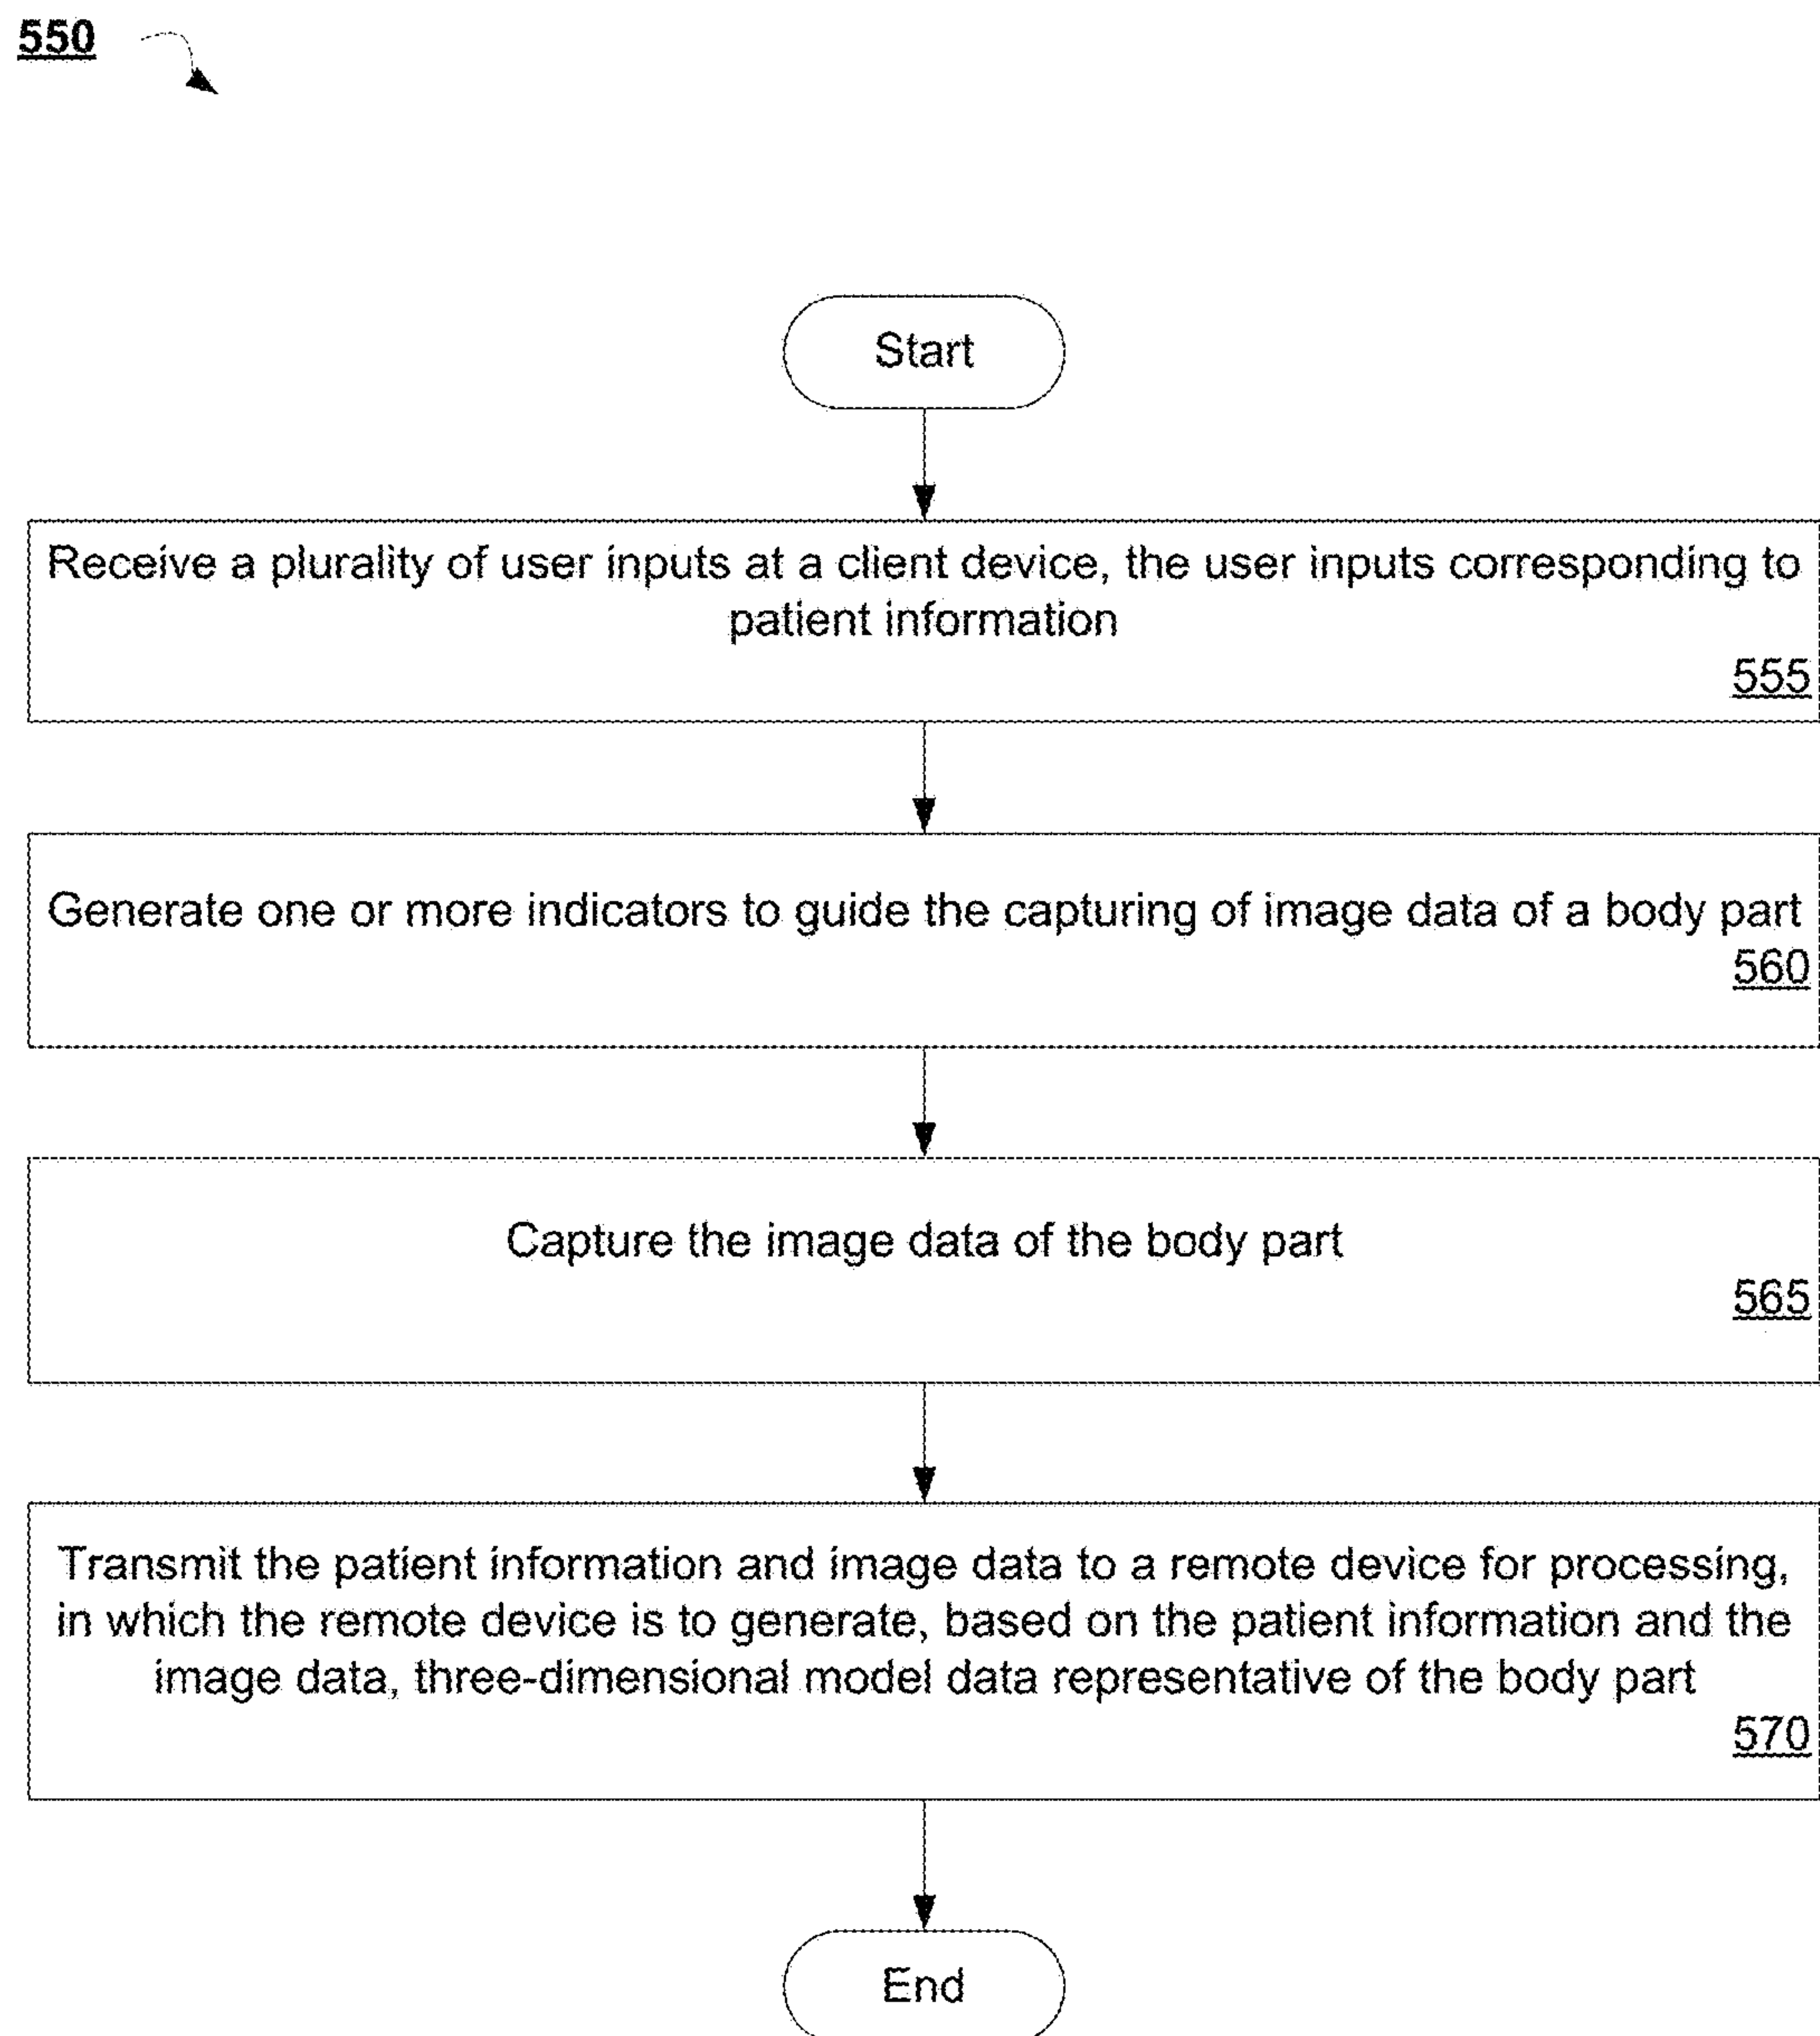 550
Start
Receive a plurality of user inputs at a client device, the user inputs corresponding to
patient information
555
Generate one or more indicators to guide the capturing of image data of a body part
560
Capture the image data of the body part
565
Transmit the patient information and image data to a remote device for processing,
in which the remote device is to generate, based on the patient information and the
image data, three-dimensional model data representative of the body part
570
End